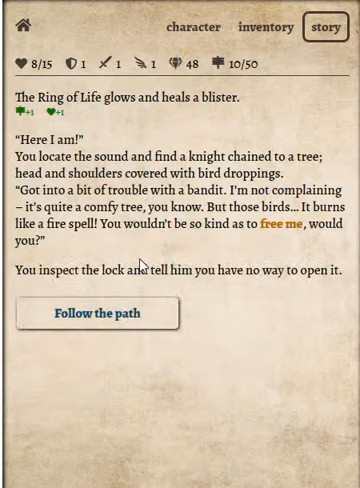 character inventory story
8/15 1 1 1 48 10/50
The Ring of Life glows and heals a blister.
+1 +1
“Here I am!”
You locate the sound and find a knight chained to a tree;
head and shoulders covered with bird droppings.
“Got into a bit of trouble with a bandit. I’m not complaining
– it’s quite a comfy tree, you know. But those birds... It burns
like a fire spell! You wouldn’t be so kind as to free me, would
you?”
You inspect the lock and tell him you have no way to open it.
Follow the path